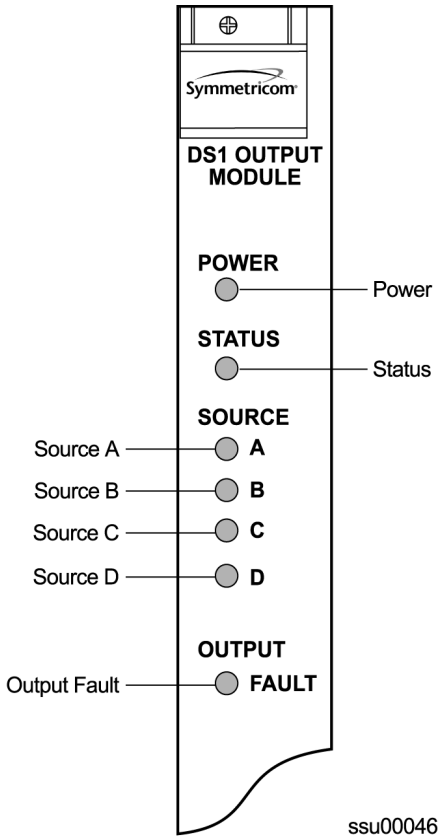 Symmetricom
DS1 OUTPUT
MODULE
POWER
Power
STATUS
Status
SOURCE
Source A
A
Source B
B
Source C
C
Source D
D
OUTPUT
Output Fault
FAULT
ssu00046